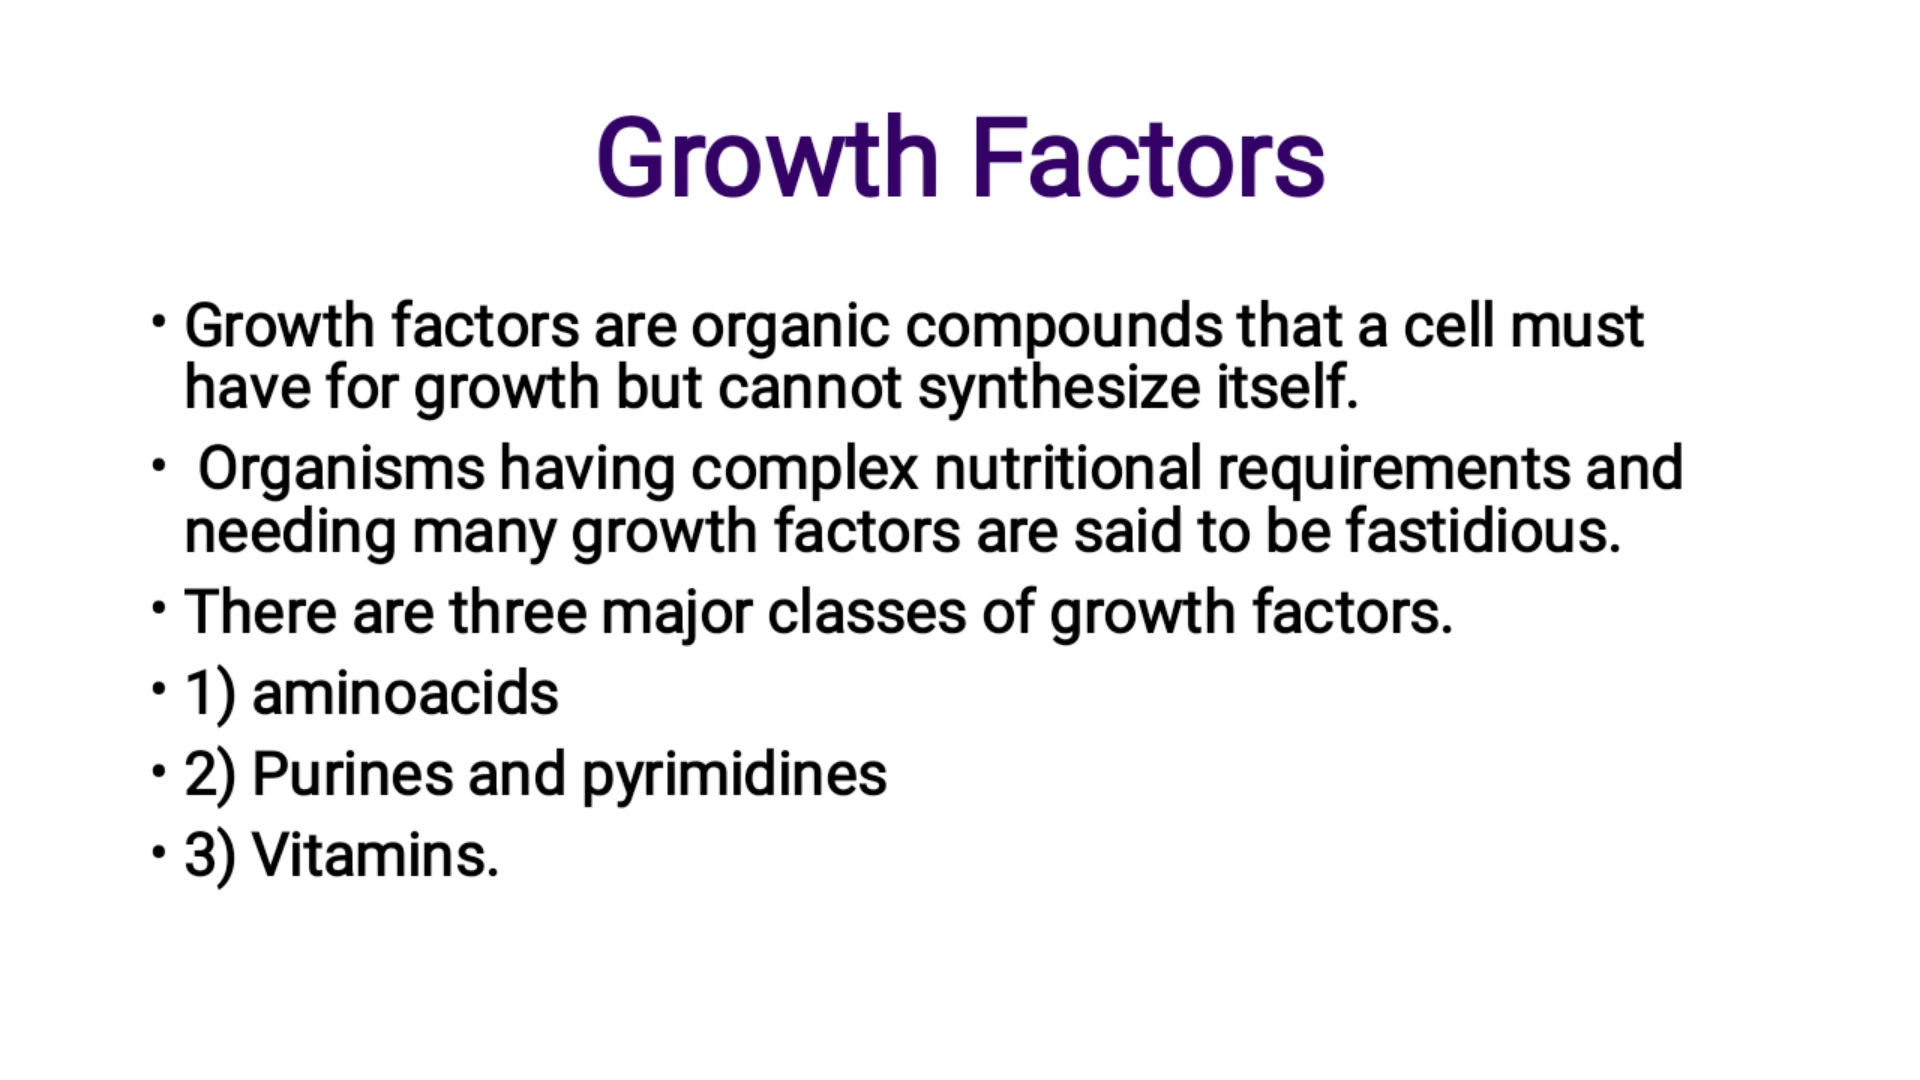 Growth Factors
• Growth factors are organic compounds that a cell must
have for growth but cannot synthesize itself.
• Organisms having complex nutritional requirements and
needing many growth factors are said to be fastidious.
• There are three major classes of growth factors.
• 1) aminoacids
• 2) Purines and pyrimidines
• 3) Vitamins.